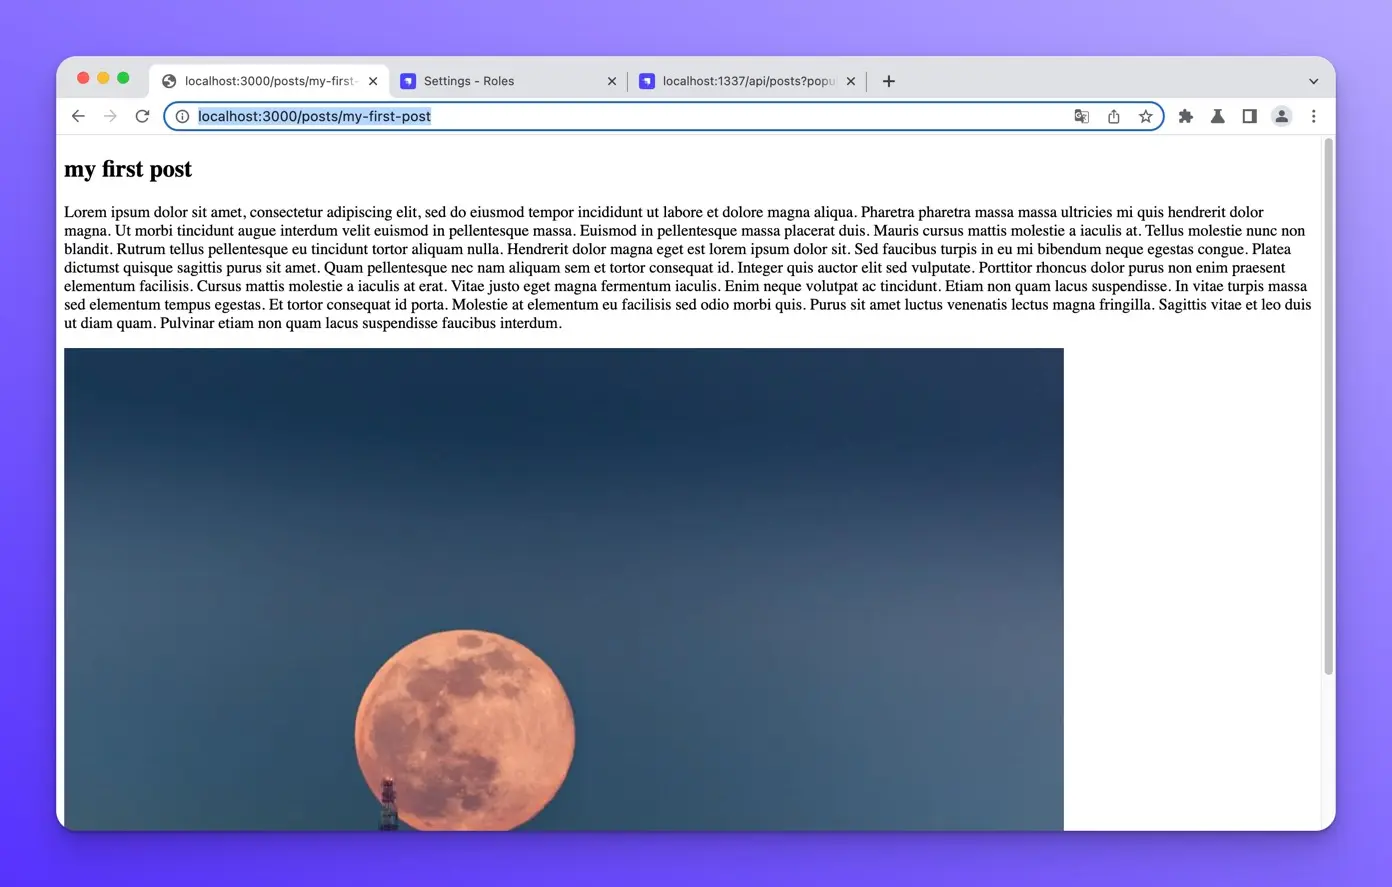 localhost:3000/posts/my-first-
Settings - Roles
localhost:1337/api/posts?popu
localhost:3000/posts/my-first-post
my first post
Lorem ipsum dolor sit amet, consectetur adipiscing elit, sed do eiusmod tempor incididunt ut labore et dolore magna aliqua. Pharetra pharetra massa massa ultricies mi quis hendrerit dolor
magna. Ut morbi tincidunt augue interdum velit euismod in pellentesque massa. Euismod in pellentesque massa placerat duis. Mauris cursus mattis molestie a iaculis at. Tellus molestie nunc non
blandit. Rutrum tellus pellentesque eu tincidunt tortor aliquam nulla. Hendrerit dolor magna eget est lorem ipsum dolor sit. Sed faucibus turpis in eu mi bibendum neque egestas congue. Platea
dictumst quisque sagittis purus sit amet. Quam pellentesque nec nam aliquam sem et tortor consequat id. Integer quis auctor elit sed vulputate. Porttitor rhoncus dolor purus non enim praesent
elementum facilisis. Cursus mattis molestie a iaculis at erat. Vitae justo eget magna fermentum iaculis. Enim neque volutpat ac tincidunt. Etiam non quam lacus suspendisse. In vitae turpis massa
sed elementum tempus egestas. Et tortor consequat id porta. Molestie at elementum eu facilisis sed odio morbi quis. Purus sit amet luctus venenatis lectus magna fringilla. Sagittis vitae et leo duis
ut diam quam. Pulvinar etiam non quam lacus suspendisse faucibus interdum.